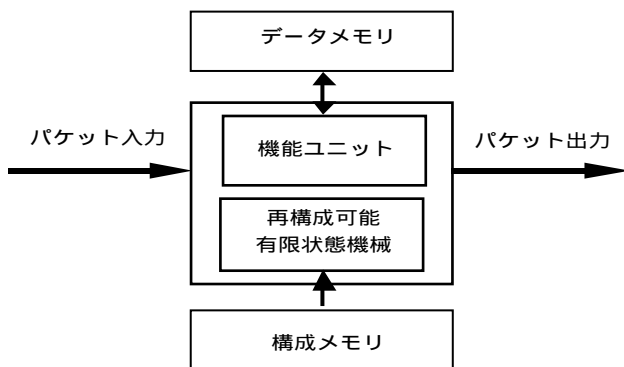 データメモリ
パケット入力
機能ユニット
パケット出力
再構成可能
有限状態機械
構成メモリ